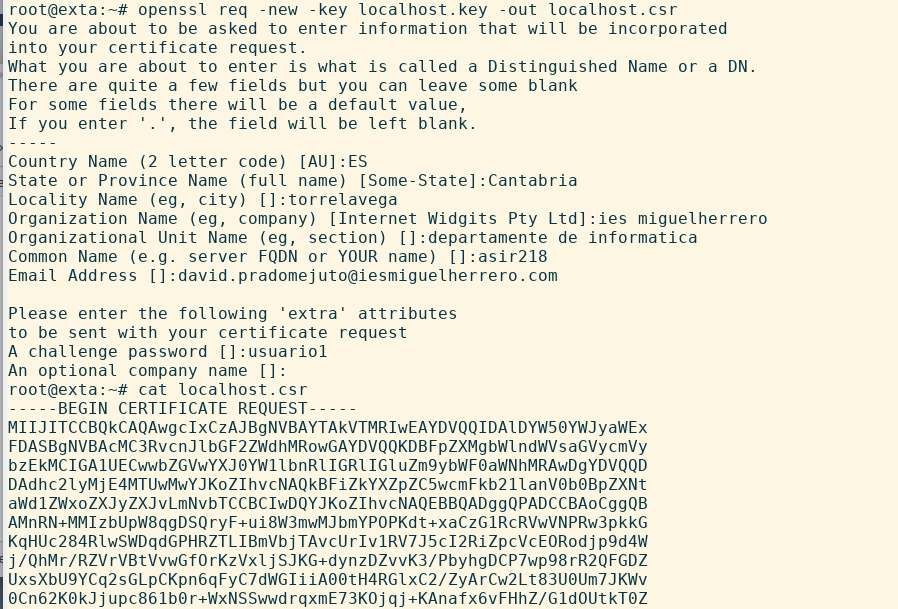 root@exta:~# openssl req -new -key localhost.key -out localhost.csr
You are about to be asked to enter information that will be incorporated
into your certificate request.
What you are about to enter is what is called a Distinguished Name or a DN.
There are quite a few fields but you can leave some blank
For some fields there will be a default value,
If you enter '.', the field will be left blank.
-----
Country Name (2 letter code) [AU]:ES
State or Province Name (full name) [Some-State]:Cantabria
Locality Name (eg, city) []:torrelavega
Organization Name (eg, company) [Internet Widgits Pty Ltd]:ies miguelherrero
Organizational Unit Name (eg, section) []:departamente de informatica
Common Name (e.g. server FQDN or YOUR name) []:asir218
Email Address []:david.pradomejuto@iesmiguelherrero.com
Please enter the following 'extra' attributes
to be sent with your certificate request
A challenge password []:usuario1
An optional company name []:
root@exta:~# cat localhost.csr
-----BEGIN CERTIFICATE REQUEST-----
MIIJITCCBQkCAQAwgcIxCzAJBgNVBAYTAkVTMRIwEAYDVQQIDAlDYW50YWJyaWEx
FDASBgNVBAcMC3RvcnJlbGF2ZWdhMRowGAYDVQQKDBFpZXMgbWlndWVsaGVycmVy
bzEkMCIGA1UECwwbZGVwYXJ0YW1lbnRlIGRlIGluZm9ybWF0aWNhMRAwDgYDVQQD
DAdhc2lyMjE4MTUwMwYJKoZIhvcNAQkBFiZkYXZpZC5wcmFkb21lanV0b0BpZXNt
aWd1ZWxoZXJyZXJvLmNvbTCCBCIwDQYJKoZIhvcNAQEBBQADggQPADCCBAoCggQB
AMnRN+MMIzbUpW8qgDSQryF+ui8W3mwMJbmYPOPKdt+xaCzG1RcRVwVNPRw3pkkG
KqHUc284RlwSWDqdGPHRZTLIBmVbjTAvcUrIv1RV7J5cI2RiZpcVcEORodjp9d4W
j/QhMr/RZVrVBtVvwGfOrKzVxljSJKG+dynzDZvvK3/PbyhgDCP7wp98rR2QFGDZ
UxsXbU9YCq2sGLpCKpn6qFyC7dWGIiiA00tH4RGlxC2/ZyArCw2Lt83U0Um7JKWv
0Cn62K0kJjupc861b0r+WxNSSwwdrqxmE73KOjqj+KAnafx6vFHhZ/G1dOUtkT0Z